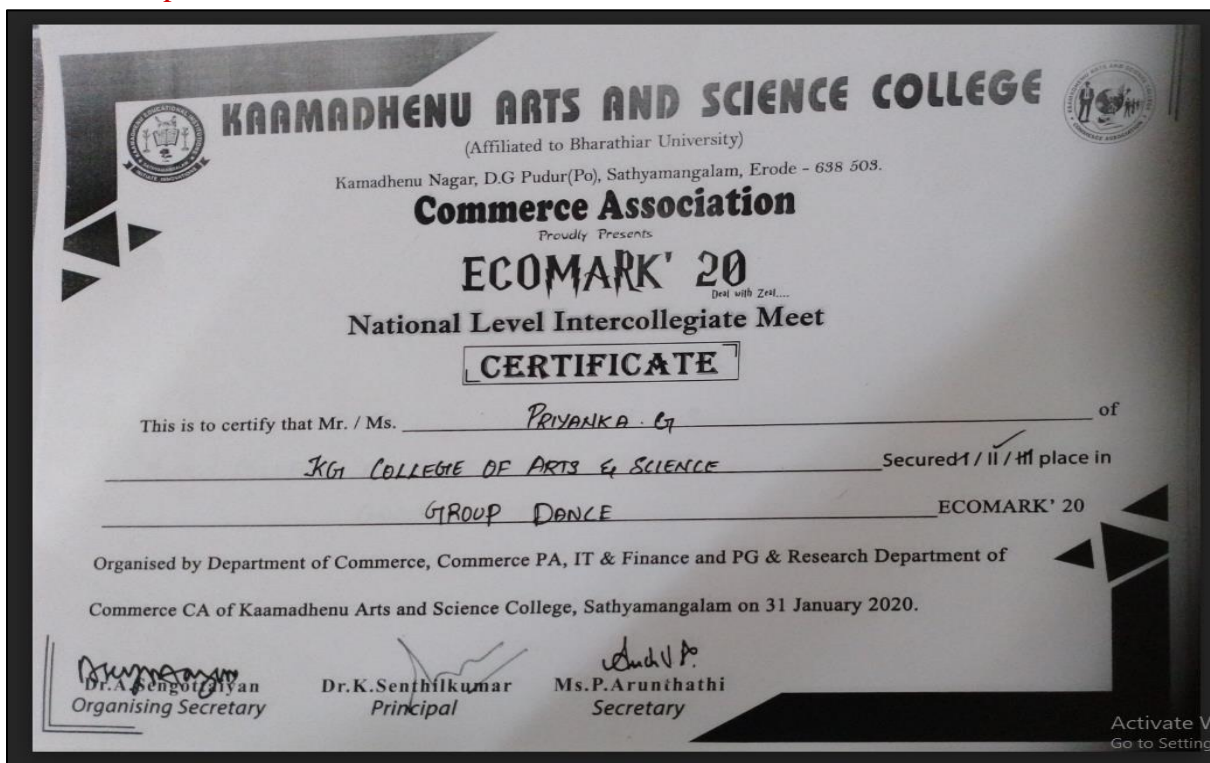 KAAMADHENU ARTS AND SCIENCE COLLEGE
(Affiliated to Bharathiar University)
Kamadhenu Nagar, D.G Pudur(Po), Sathyamangalam, Erode - 638 503.
Commerce Association
Proudly Presents
ECOMARK' 20
Deal with Zeal....
National Level Intercollegiate Meet
CERTIFICATE
This is to certify that Mr. / Ms. PRIYANKA . G of
KG COLLEGE OF ARTS & SCIENCE Secured I / II / III place in
GROUP DANCE ECOMARK' 20
Organised by Department of Commerce, Commerce PA, IT & Finance and PG & Research Department of
Commerce CA of Kaamadhenu Arts and Science College, Sathyamangalam on 31 January 2020.
Dr.A.Sengottaiyan Dr.K.Senthilkumar Ms.P.Arunthathi
Organising Secretary Principal Secretary
Activate
Go to Setting